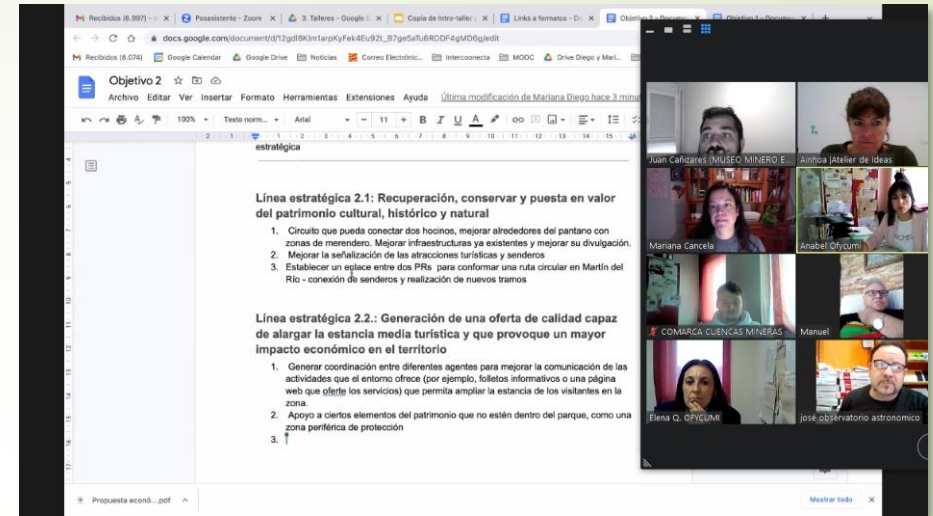 Recibidos (6.997) -
Posasistente - Zoom
3. Talleres - Google
Copia de Intro-taller
Links a formatos - Do
Objetivo 2 - Docume
Objetivo 1 - Docume
Recibidos (8.074)
Google Calendar
Google Drive
Noticias
Correo Electrónic...
Interconecta
MOOC
Drive Diego y Mari...
Objetivo 2
Archivo Editar Ver Insertar Formato Herramientas Extensiones Ayuda Última modificación de Mariana Diego hace 3 minu
100% Texto norm... Arial 11 B I U A
estratégica
Línea estratégica 2.1: Recuperación, conservar y puesta en valor
del patrimonio cultural, histórico y natural
1. Circuito que pueda conectar dos hocinos, mejorar alrededores del pantano con
zonas de merendero. Mejorar infraestructuras ya existentes y mejorar su divulgación.
2. Mejorar la señalización de las atracciones turísticas y senderos
3. Establecer un enlace entre dos PRs para conformar una ruta circular en Martín del
Río - conexión de senderos y realización de nuevos tramos
Línea estratégica 2.2.: Generación de una oferta de calidad capaz
de alargar la estancia media turística y que provoque un mayor
impacto económico en el territorio
1. Generar coordinación entre diferentes agentes para mejorar la comunicación de las
actividades que el entorno ofrece (por ejemplo, folletos informativos o una página
web que oferte los servicios) que permita ampliar la estancia de los visitantes en la
zona.
2. Apoyo a ciertos elementos del patrimonio que no estén dentro del parque, como una
zona periférica de protección
3.
Juan Cañizares (MUSEO MINERO E...
Ainhoa |Atelier de Ideas
Mariana Cancela
Anabel Ofycumi
COMARCA CUENCAS MINERAS
Manuel
Elena Q. OFYCUMI
josé observatorio astronomico
Propuesta econó....pdf
Mostrar todo